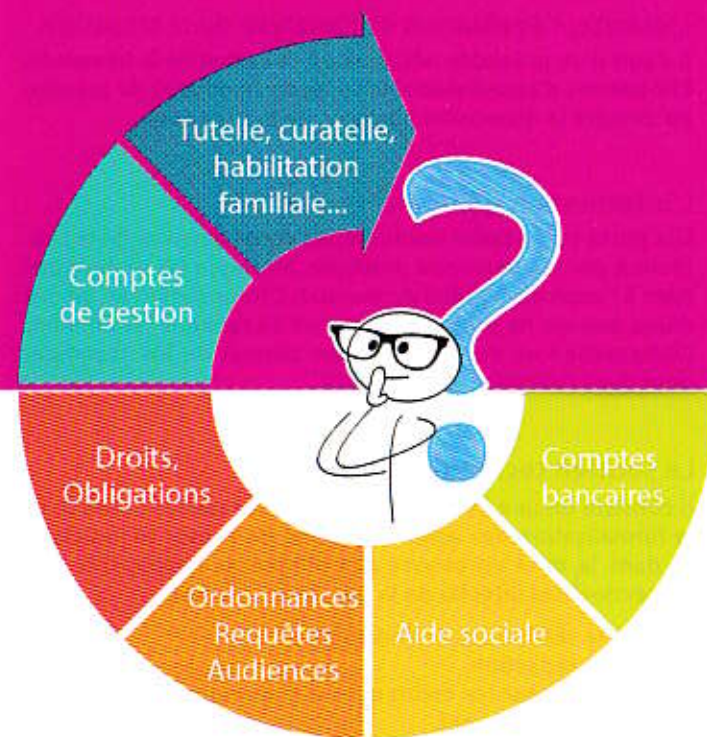 Tutelle, curatelle,
habilitation
familiale...
Comptes
de gestion
Droits,
Obligations
Ordonnances
Requêtes
Audiences
Aide sociale
Comptes
bancaires